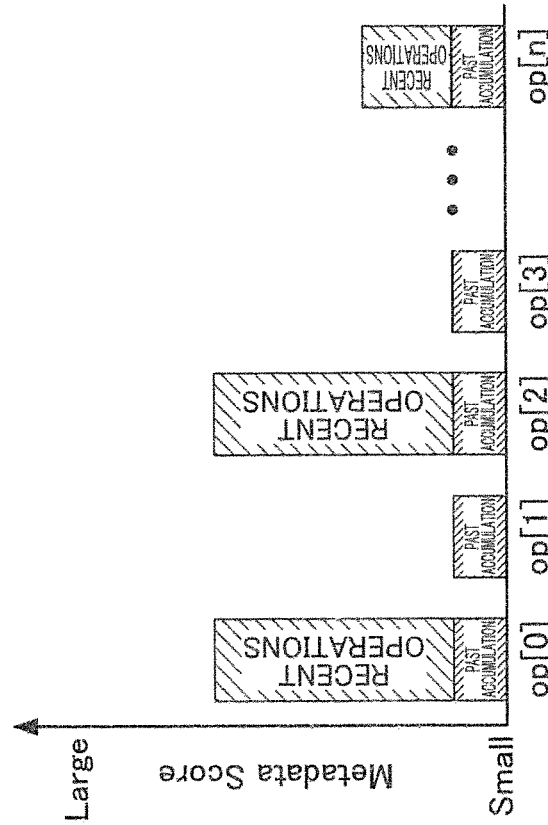 Large
Metadata Score
Small
RECENT
OPERATIONS
PAST
ACCUMULATION
op[0]
PAST
ACCUMULATION
op[1]
RECENT
OPERATIONS
PAST
ACCUMULATION
op[2]
PAST
ACCUMULATION
op[3]
RECENT
OPERATIONS
PAST
ACCUMULATION
op[n]